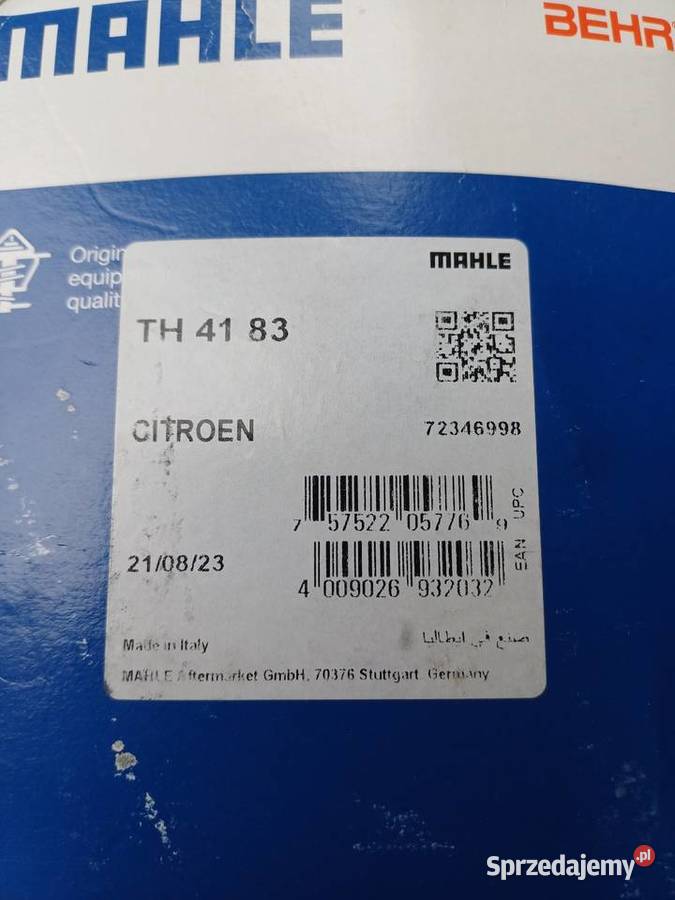 MAHLE
BEHR
Origin
equip
qualit
MAHLE
TH 41 83
CITROEN
72346998
7 57522 05776 9
UPC
21/08/23
4 009026 932032
EAN
Made in Italy
صنع في ايطاليا
MAHLE Aftermarket GmbH, 70376 Stuttgart Germany
Sprzedajemy.pl